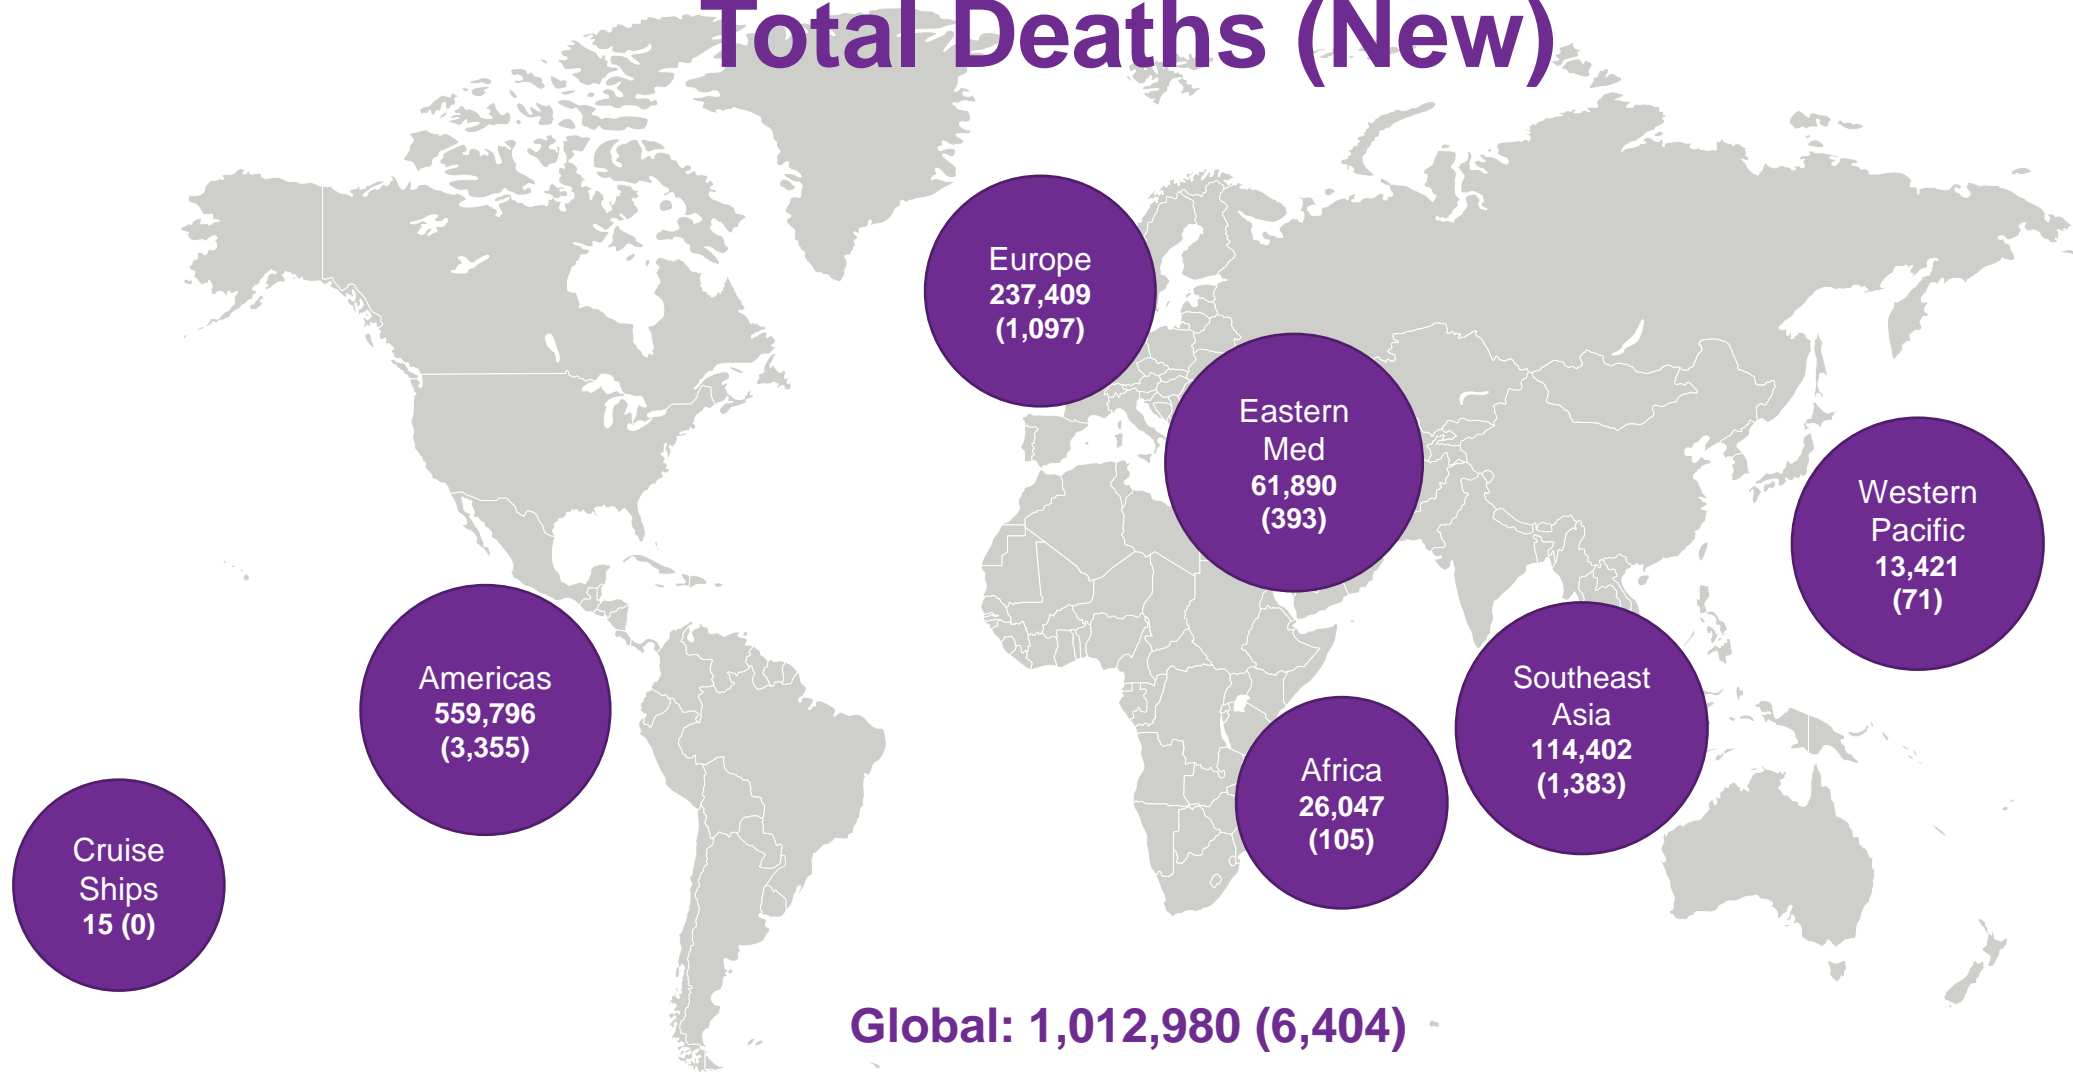 Total Deaths (New)
Europe
237,409
(1,097)
Eastern
Med
61,890
(393)
Western
Pacific
13,421
(71)
Americas
559,796
(3,355)
Southeast
Asia
114,402
(1,383)
Africa
26,047
(105)
Cruise
Ships
15 (0)
Global: 1,012,980 (6,404)